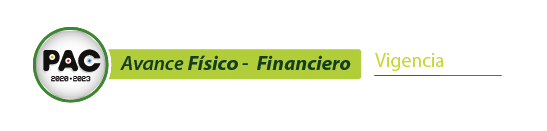 PAC
2020•2023
Avance Físico - Financiero
Vigencia